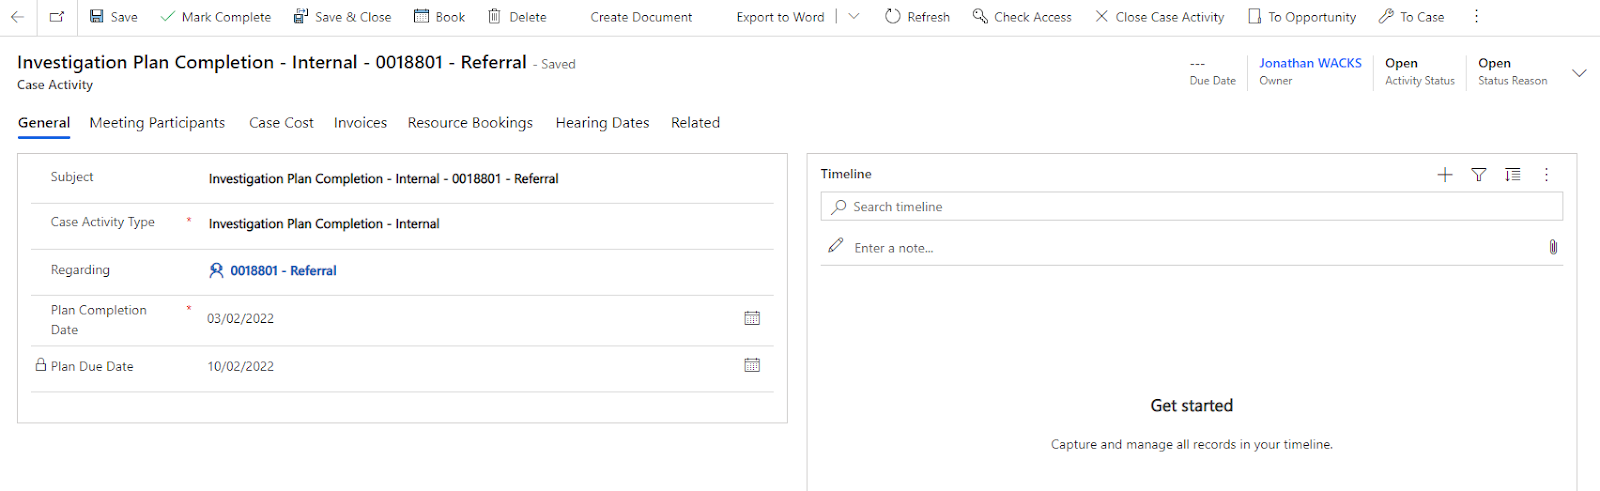 Save Mark Complete Save & Close Book Delete Create Document Export to Word Refresh Check Access Close Case Activity To Opportunity To Case
Investigation Plan Completion - Internal - 0018801 - Referral - Saved
Case Activity
--- Due Date
Jonathan WACKS Owner
Open Activity Status
Open Status Reason
General Meeting Participants Case Cost Invoices Resource Bookings Hearing Dates Related
Subject Investigation Plan Completion - Internal - 0018801 - Referral
Case Activity Type * Investigation Plan Completion - Internal
Regarding 0018801 - Referral
Plan Completion Date * 03/02/2022
Plan Due Date 10/02/2022
Timeline
Search timeline
Enter a note...
Get started
Capture and manage all records in your timeline.